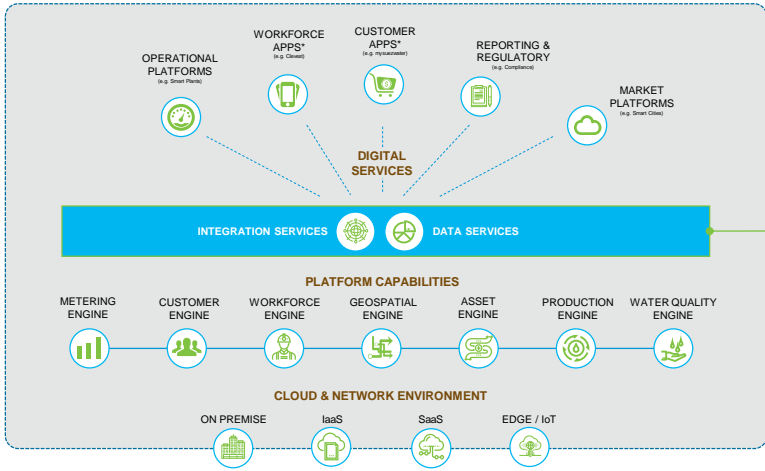 OPERATIONAL
PLATFORMS
(e.g. Smart Plants)
WORKFORCE
APPS*
(e.g. Clevest)
CUSTOMER
APPS*
(e.g. mysuezwater)
REPORTING &
REGULATORY
(e.g. Compliance)
MARKET
PLATFORMS
(e.g. Smart Cities)
DIGITAL
SERVICES
INTEGRATION SERVICES
DATA SERVICES
PLATFORM CAPABILITIES
METERING
ENGINE
CUSTOMER
ENGINE
WORKFORCE
ENGINE
GEOSPATIAL
ENGINE
ASSET
ENGINE
PRODUCTION
ENGINE
WATER QUALITY
ENGINE
CLOUD & NETWORK ENVIRONMENT
ON PREMISE
IaaS
SaaS
EDGE / IoT